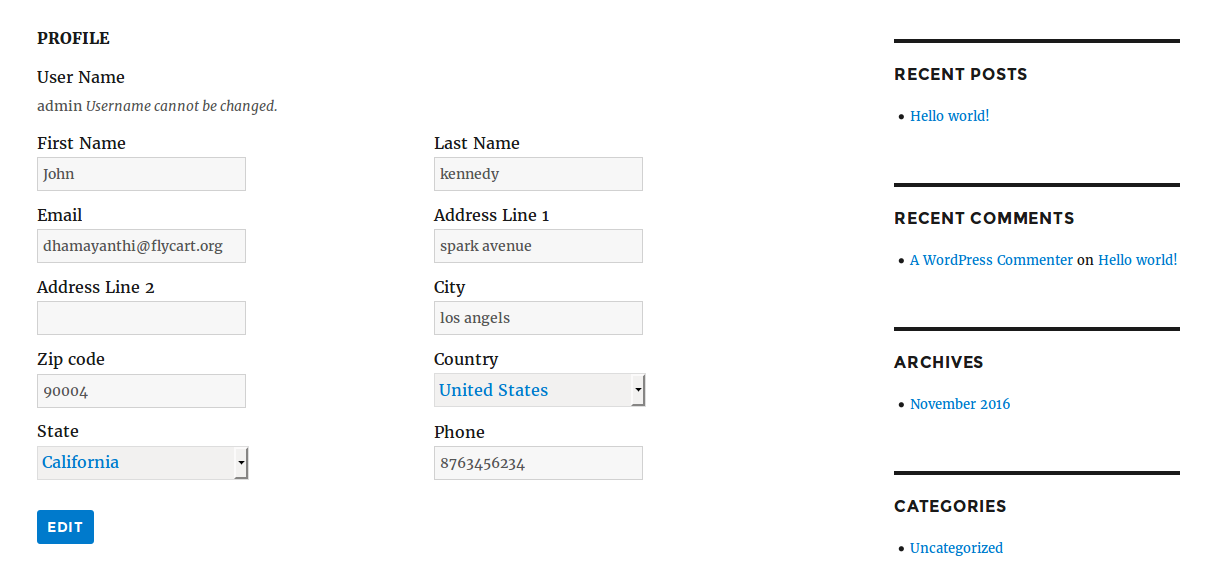 PROFILE
User Name
admin Username cannot be changed.
First Name
John
Last Name
kennedy
Email
dhamayanthi@flycart.org
Address Line 1
spark avenue
Address Line 2
City
los angels
Zip code
90004
Country
United States
State
California
Phone
8763456234
EDIT
RECENT POSTS
Hello world!
RECENT COMMENTS
A WordPress Commenter on Hello world!
ARCHIVES
November 2016
CATEGORIES
Uncategorized